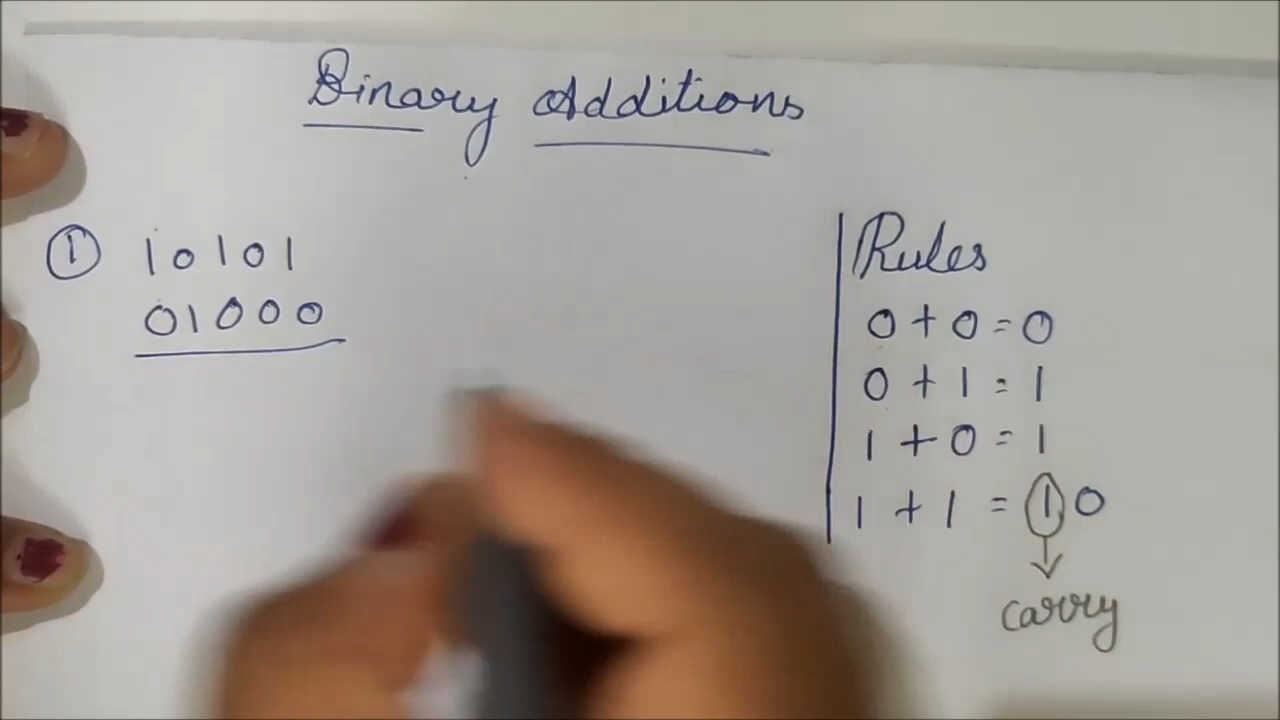 Binary Additions
① 10101
01000
Rules
0 + 0 = 0
0 + 1 = 1
1 + 0 = 1
1 + 1 = 10
carry